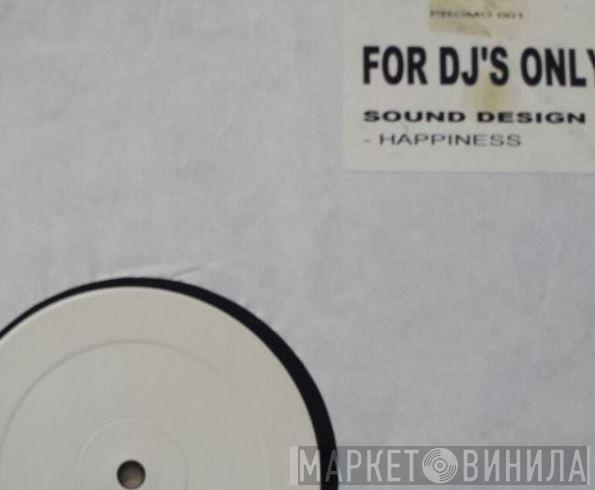 PROMO 001
FOR DJ'S ONLY
SOUND DESIGN
- HAPPINESS
МАРКЕТ ВИНИЛА